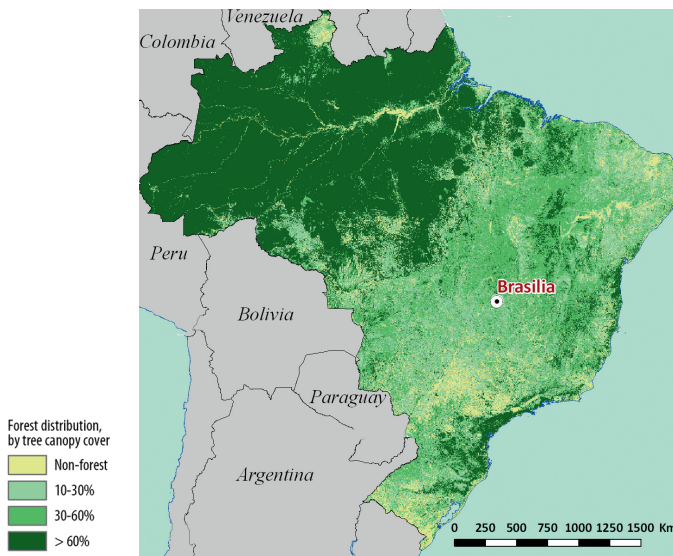 Venezuela
Colombia
Peru
Brasilia
Bolivia
Paraguay
Argentina
Forest distribution,
by tree canopy cover
Non-forest
10-30%
30-60%
> 60%
0 250 500 750 1000 1250 1500 Km